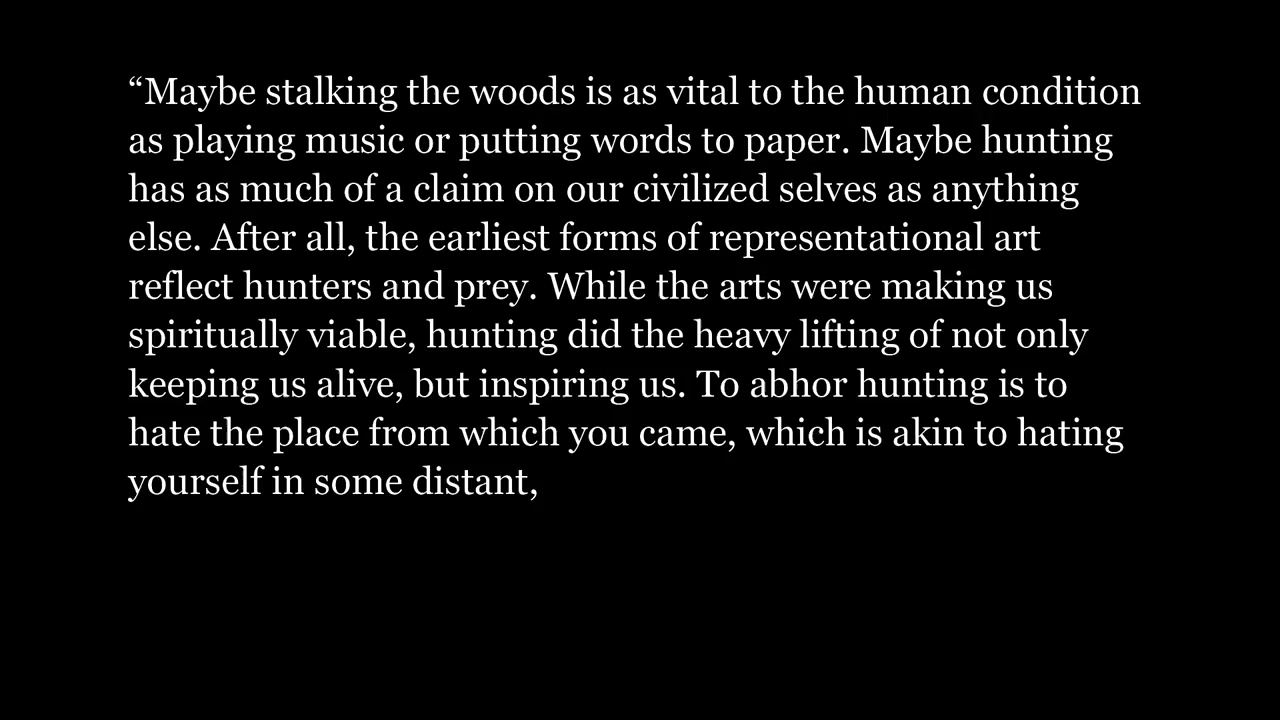 “Maybe stalking the woods is as vital to the human condition
as playing music or putting words to paper. Maybe hunting
has as much of a claim on our civilized selves as anything
else. After all, the earliest forms of representational art
reflect hunters and prey. While the arts were making us
spiritually viable, hunting did the heavy lifting of not only
keeping us alive, but inspiring us. To abhor hunting is to
hate the place from which you came, which is akin to hating
yourself in some distant,